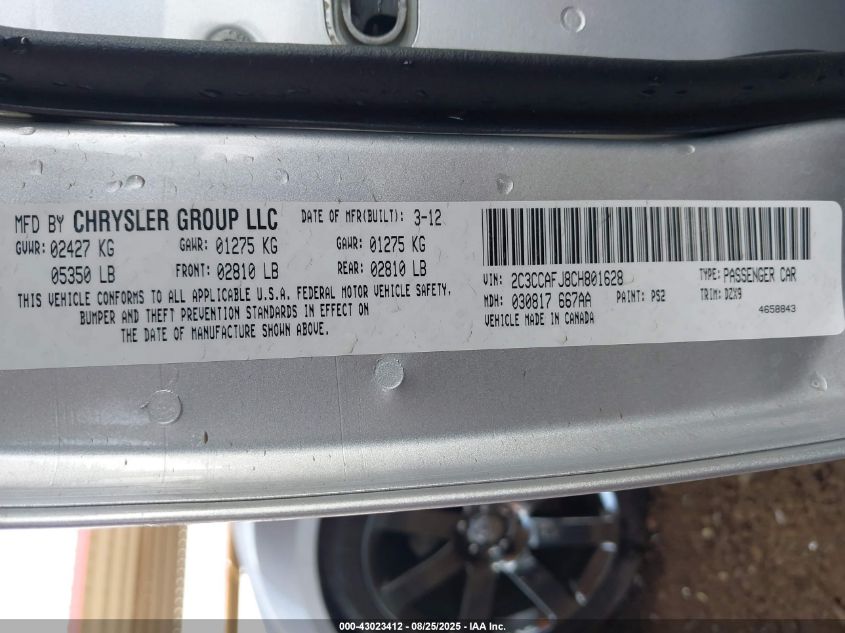 MFD BY CHRYSLER GROUP LLC DATE OF MFR(BUILT): 3-12
GVWR: 02427 KG GAWR: 01275 KG GAWR: 01275 KG
05350 LB FRONT: 02810 LB REAR: 02810 LB
THIS VEHICLE CONFORMS TO ALL APPLICABLE U.S.A. FEDERAL MOTOR VEHICLE SAFETY,
BUMPER AND THEFT PREVENTION STANDARDS IN EFFECT ON
THE DATE OF MANUFACTURE SHOWN ABOVE.
VIN: 2C3CCAFJ8CH801628 TYPE: PASSENGER CAR
MDH: 030817 667AA PAINT: PS2 TRIM: DZX9
VEHICLE MADE IN CANADA 4658843
000-43023412 - 08/25/2025 - IAA Inc.